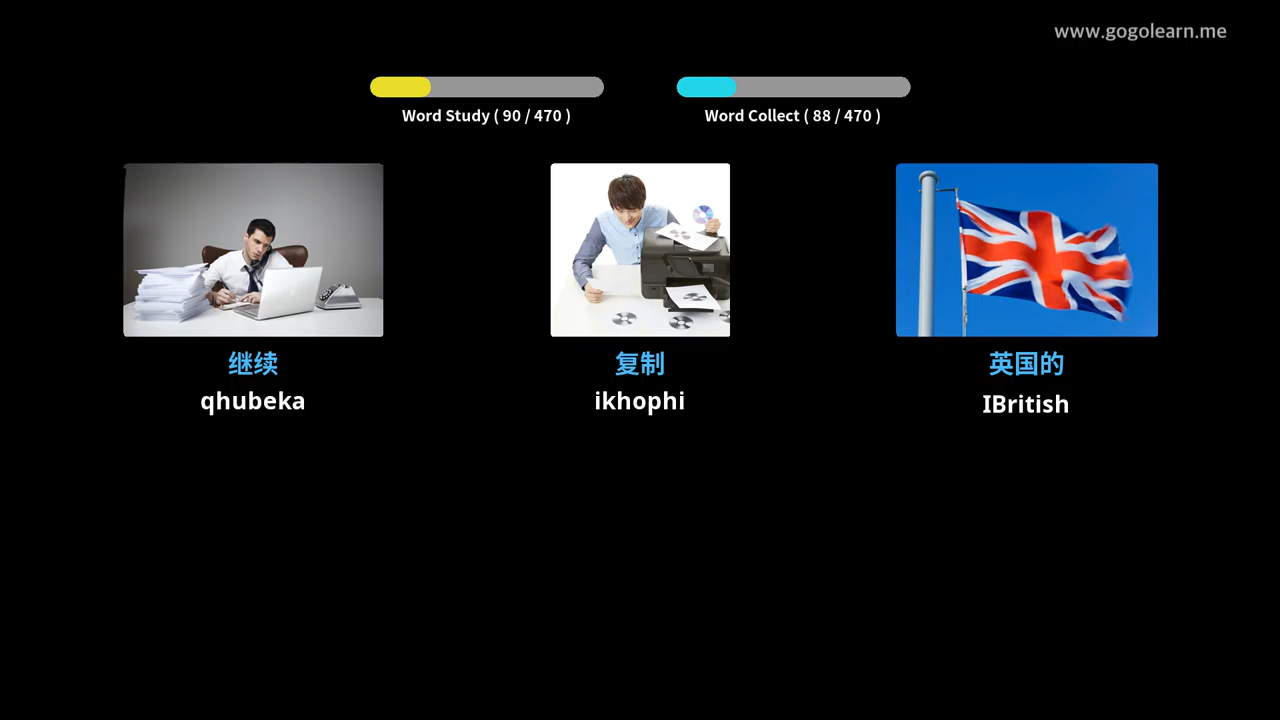 www.gogolearn.me
Word Study ( 90 / 470 )
Word Collect ( 88 / 470 )
继续
qhubeka
复制
ikhophi
英国的
IBritish